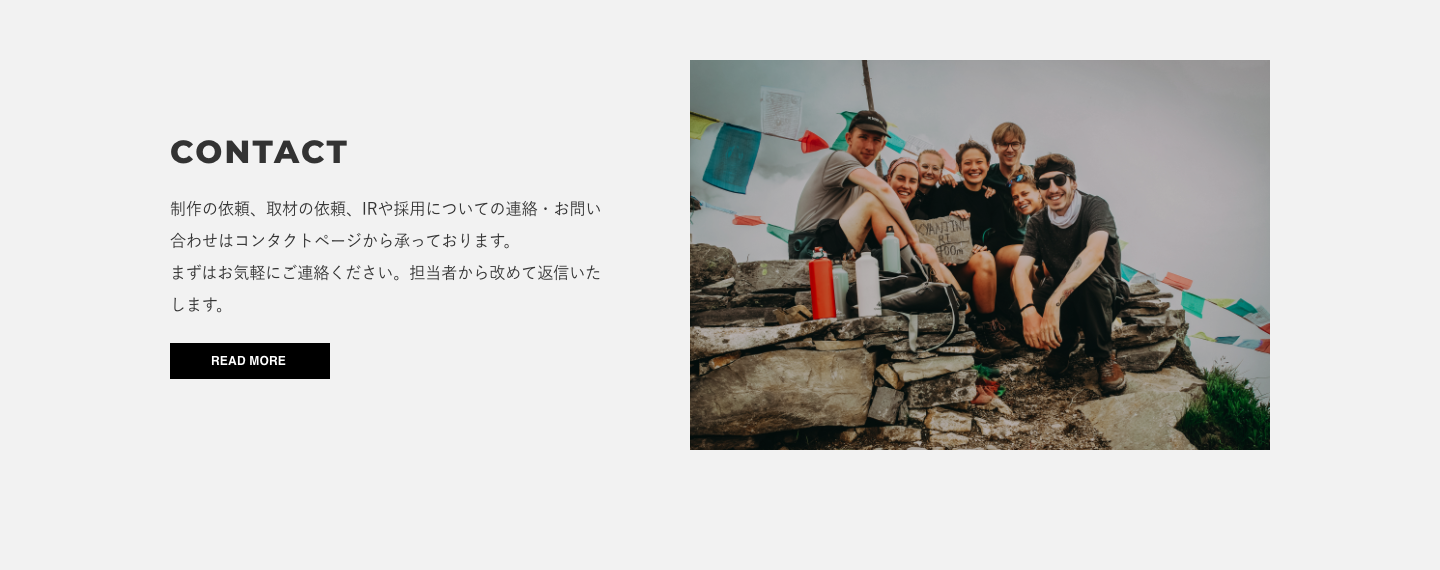 CONTACT
制作の依頼、取材の依頼、IRや採用についての連絡・お問い
合わせはコンタクトページから承っております。
まずはお気軽にご連絡ください。担当者から改めて返信いた
します。
READ MORE
KYANJING
RI